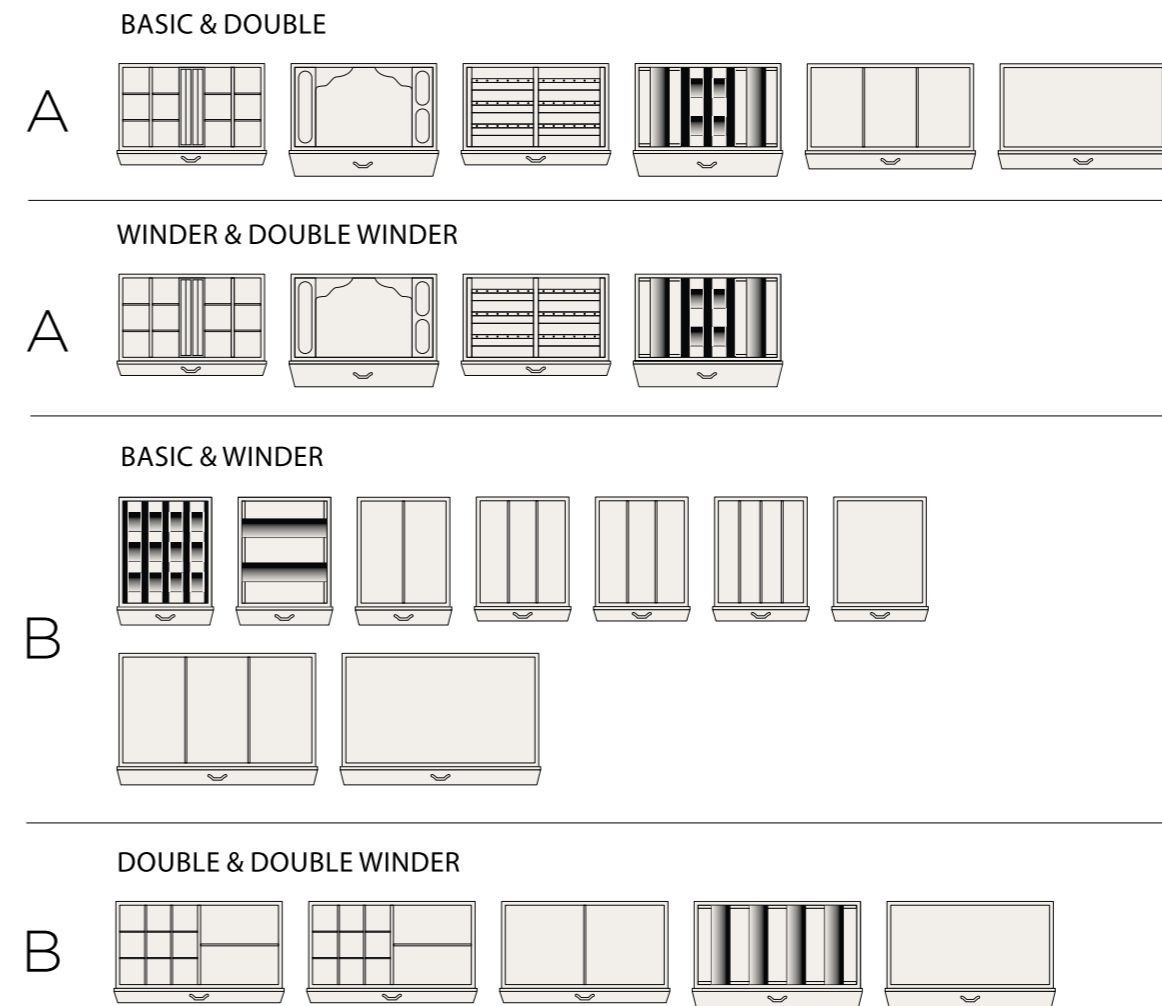 BASIC & DOUBLE
A
WINDER & DOUBLE WINDER
A
BASIC & WINDER
B
DOUBLE & DOUBLE WINDER
B